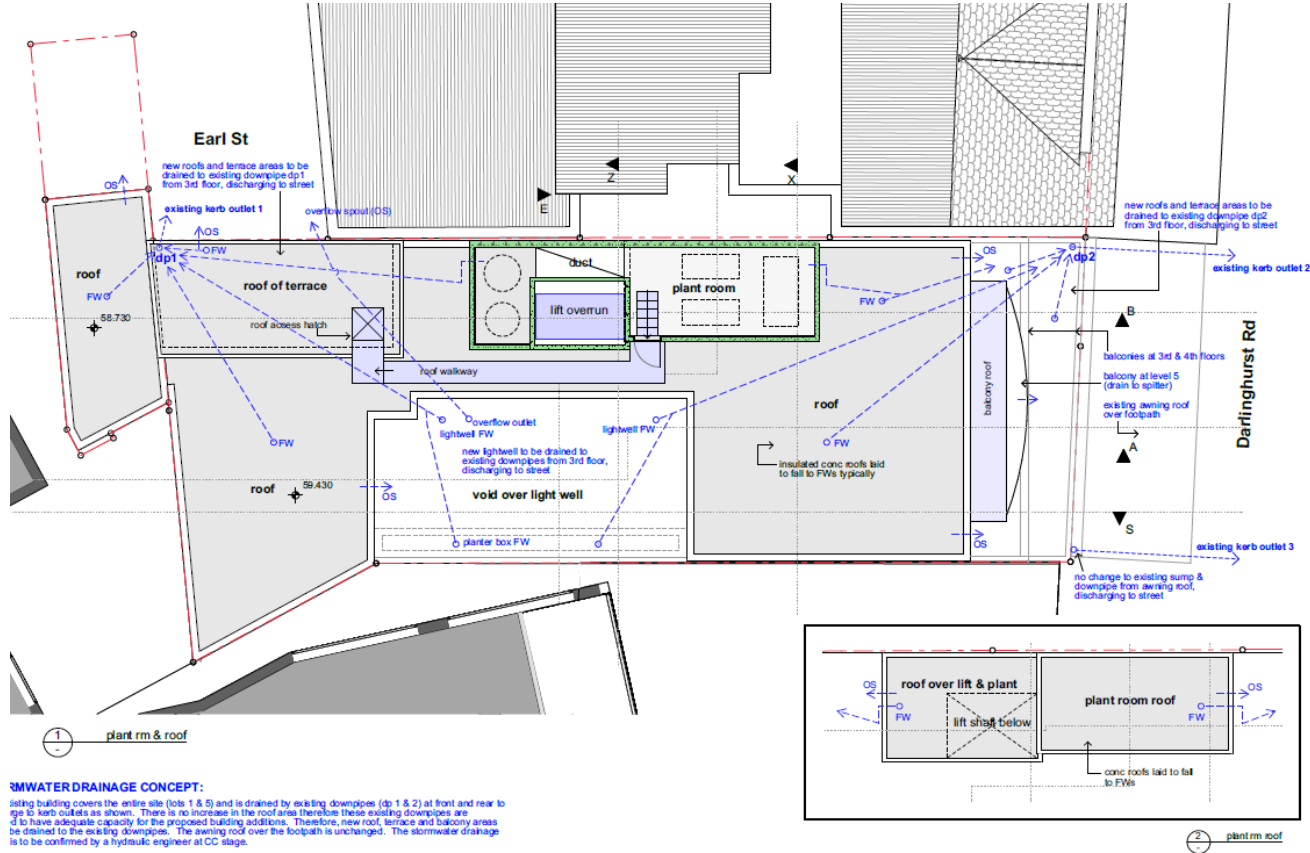 Earl St
new roofs and terrace areas to be
drained to existing downpipe dp1
from 3rd floor, discharging to street
OS
existing kerb outlet 1
overflow spout (OS)
OS
FW
dp1
roof
FW
58.730
roof of terrace
roof access hatch
roof walkway
duct
lift overrun
plant room
Z
X
E
new roofs and terrace areas to be
drained to existing downpipe dp2
from 3rd floor, discharging to street
OS
dp2
existing kerb outlet 2
FW
B
balconies at 3rd & 4th floors
balcony at level 5
(drain to spitter)
existing awning roof
over footpath
Darlinghurst Rd
balcony roof
roof
A
FW
overflow outlet
lightwell FW
lightwell FW
FW
new lightwell to be drained to
existing downpipes from 3rd floor,
discharging to street
insulated conc roofs laid
to fall to FWs typically
roof
59.430
OS
void over light well
S
planter box FW
OS
existing kerb outlet 3
no change to existing sump &
downpipe from awning roof,
discharging to street
roof over lift & plant
OS
FW
lift shaft below
plant room roof
OS
FW
conc roofs laid to fall
to FWs
1
-
plant rm & roof
2
-
plant rm roof
RMWATER DRAINAGE CONCEPT:
isting building covers the entire site (lots 1 & 5) and is drained by existing downpipes (dp 1 & 2) at front and rear to
rge to kerb outlets as shown. There is no increase in the roof area therefore these existing downpipes are
d to have adequate capacity for the proposed building additions. Therefore, new roof, terrace and balcony areas
be drained to the existing downpipes. The awning roof over the footpath is unchanged. The stormwater drainage
is to be confirmed by a hydraulic engineer at CC stage.